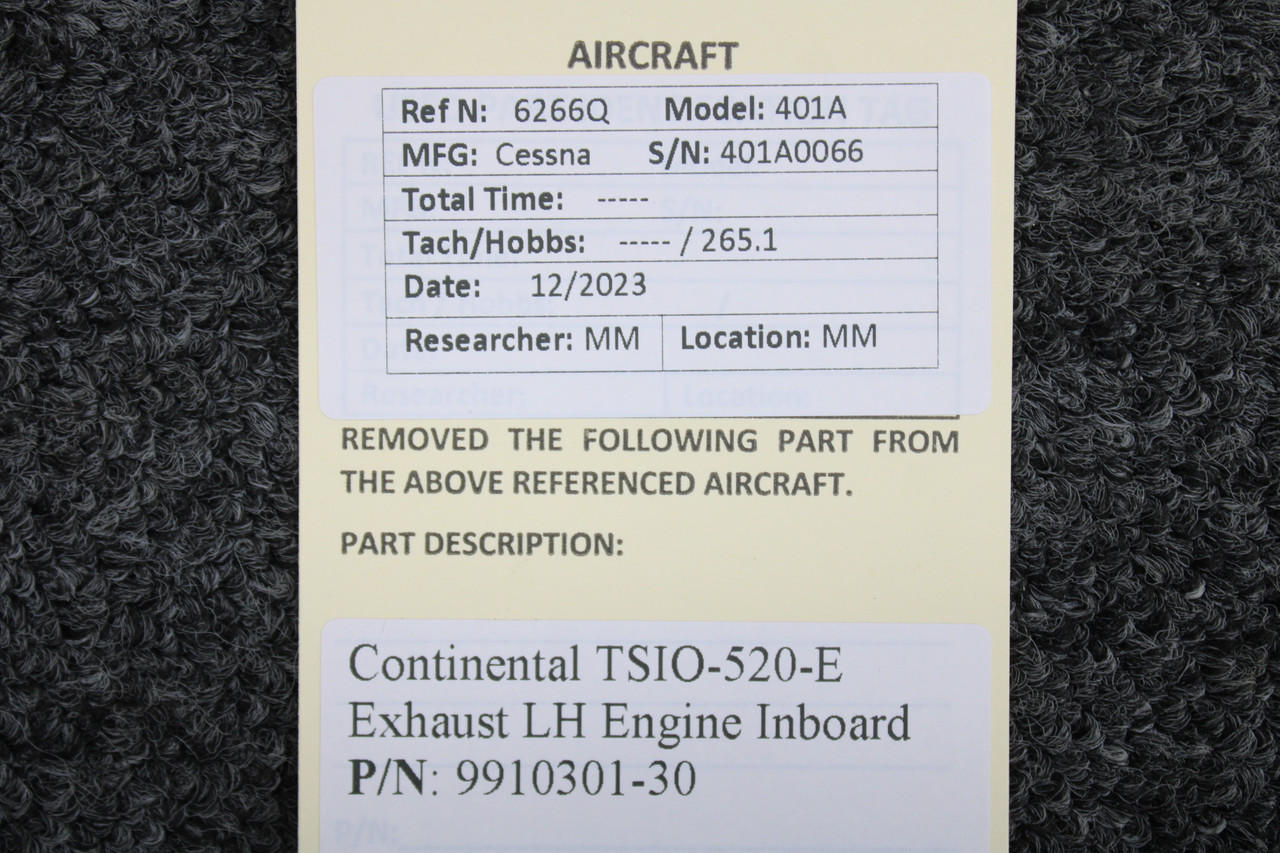 AIRCRAFT
Ref N: 6266Q Model: 401A
MFG: Cessna S/N: 401A0066
Total Time: -----
Tach/Hobbs: ----- / 265.1
Date: 12/2023
Researcher: MM Location: MM
REMOVED THE FOLLOWING PART FROM
THE ABOVE REFERENCED AIRCRAFT.
PART DESCRIPTION:
Continental TSIO-520-E
Exhaust LH Engine Inboard
P/N: 9910301-30
P/N: